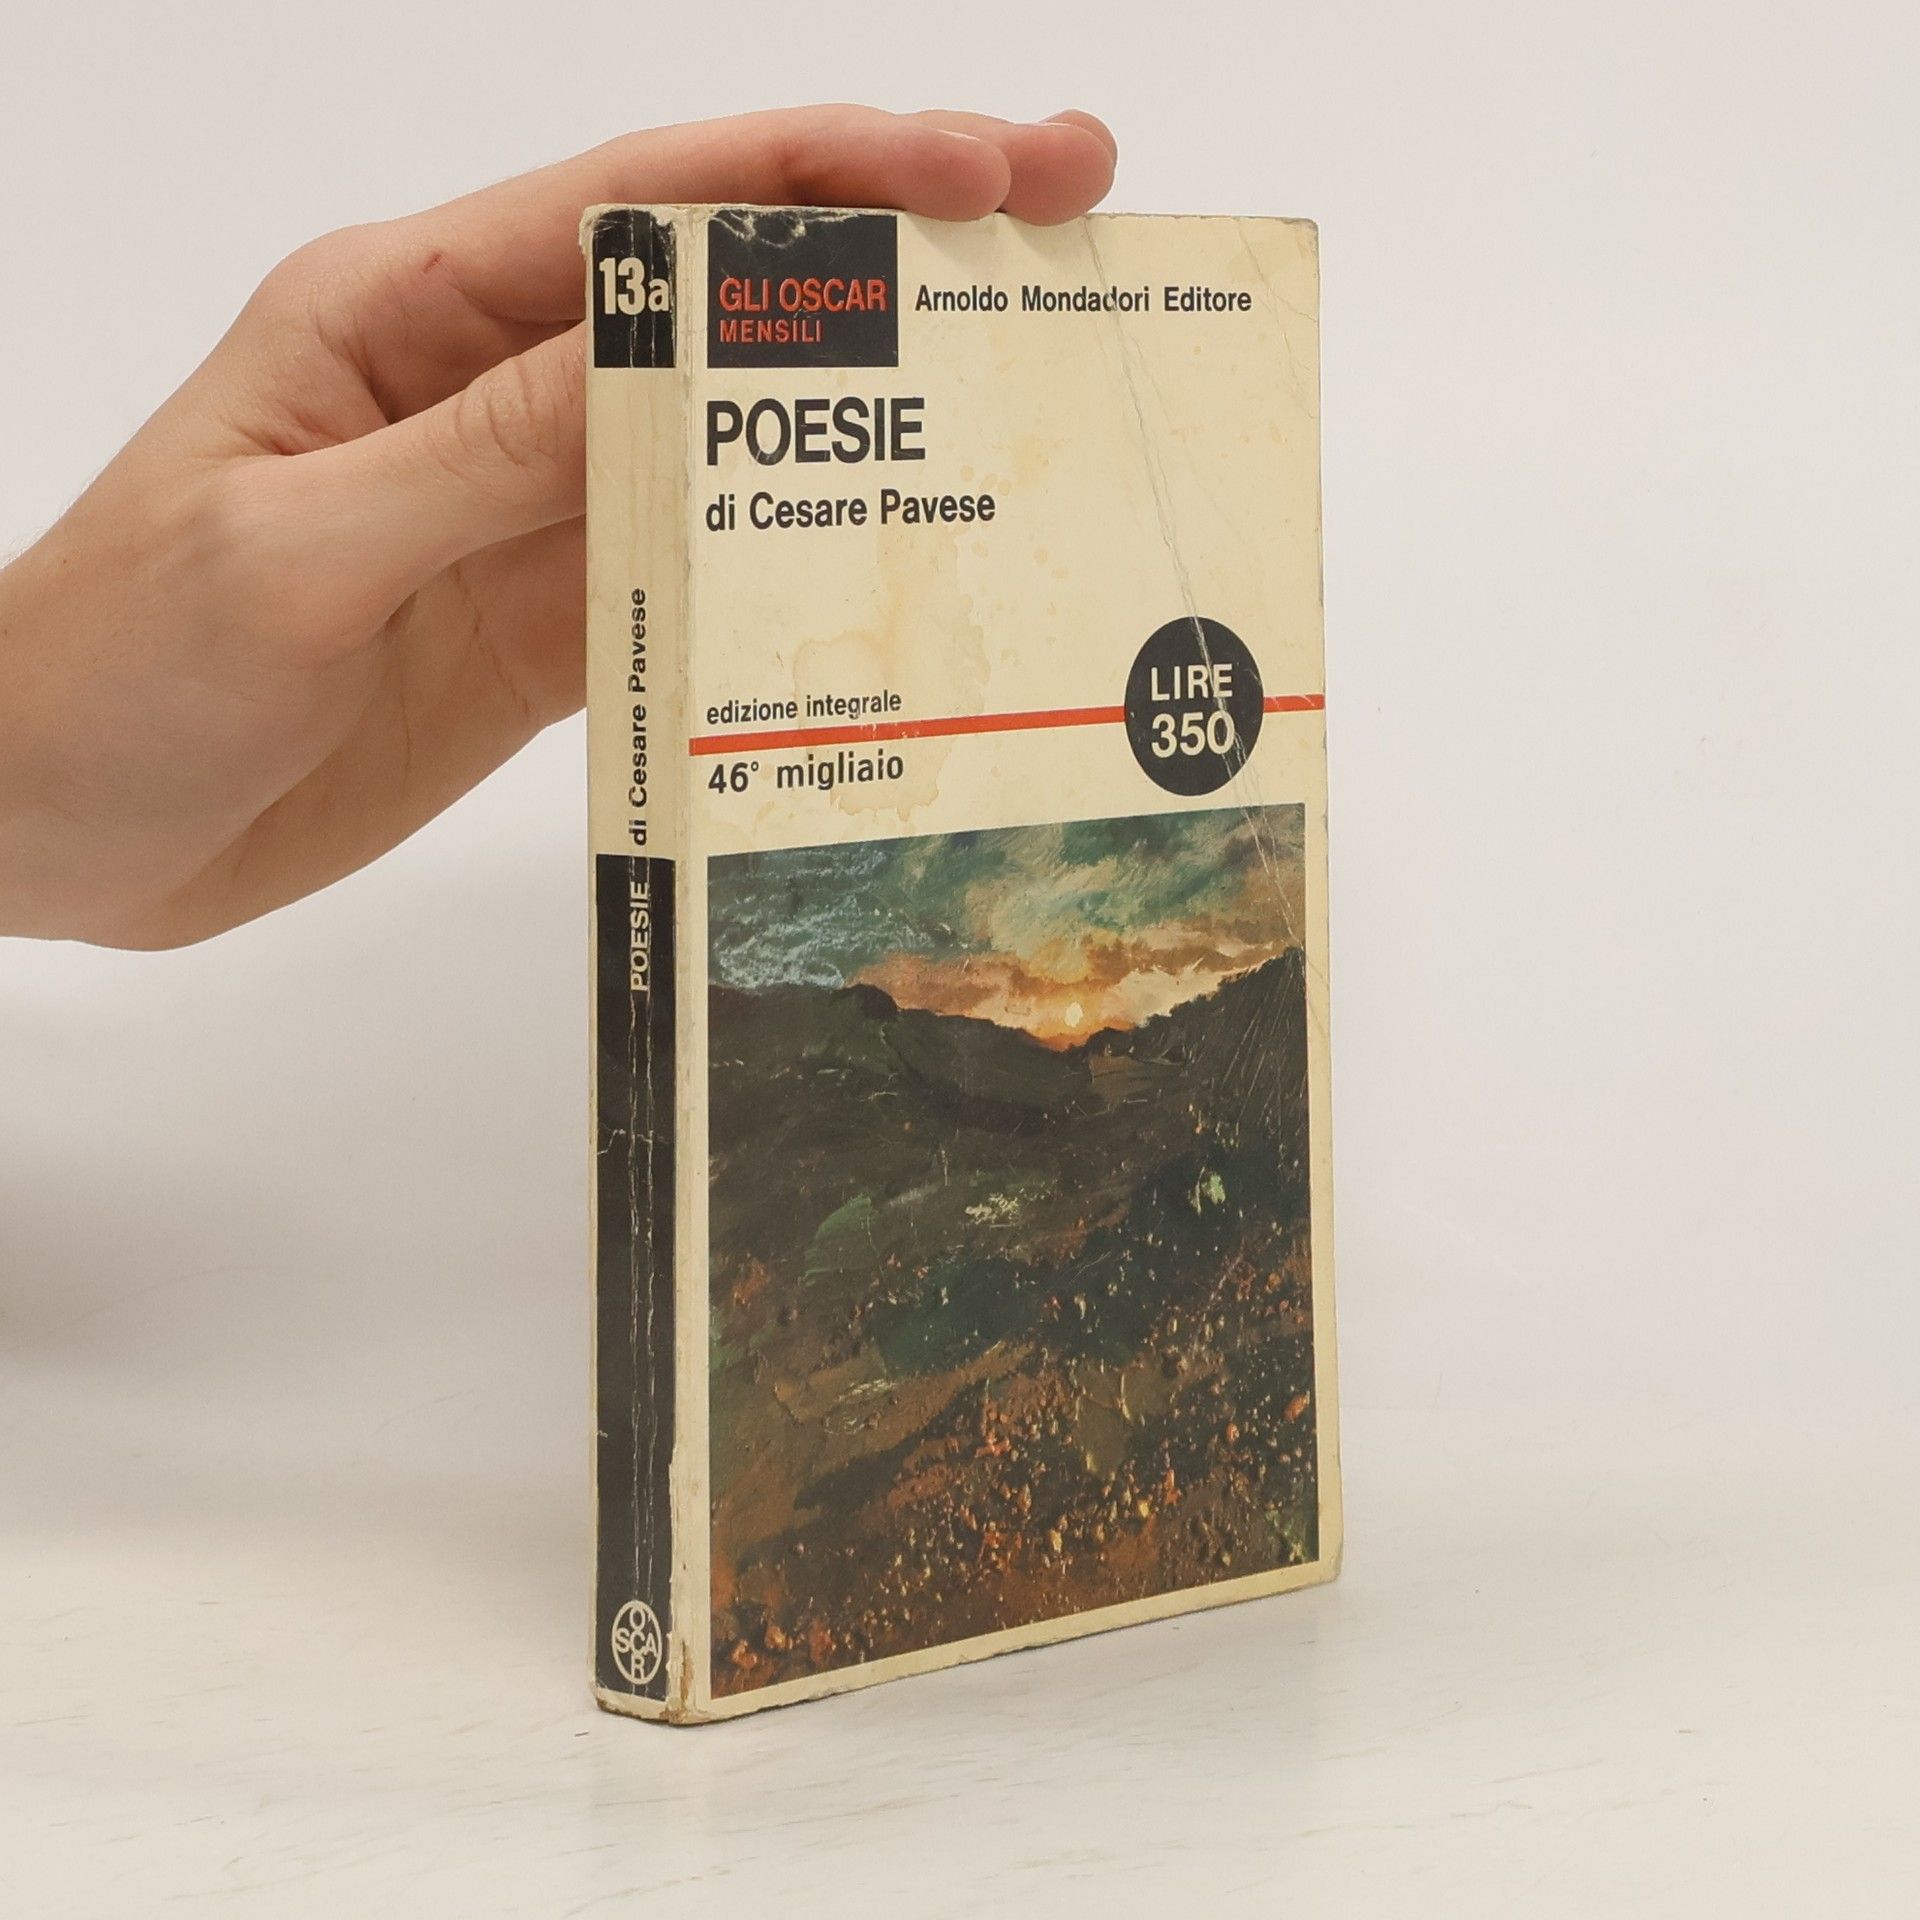 13a
GLI OSCAR
MENSILI
Arnoldo Mondadori Editore
POESIE
di Cesare Pavese
edizione integrale
46° migliaio
LIRE
350
POESIE di Cesare Pavese
OSCAR